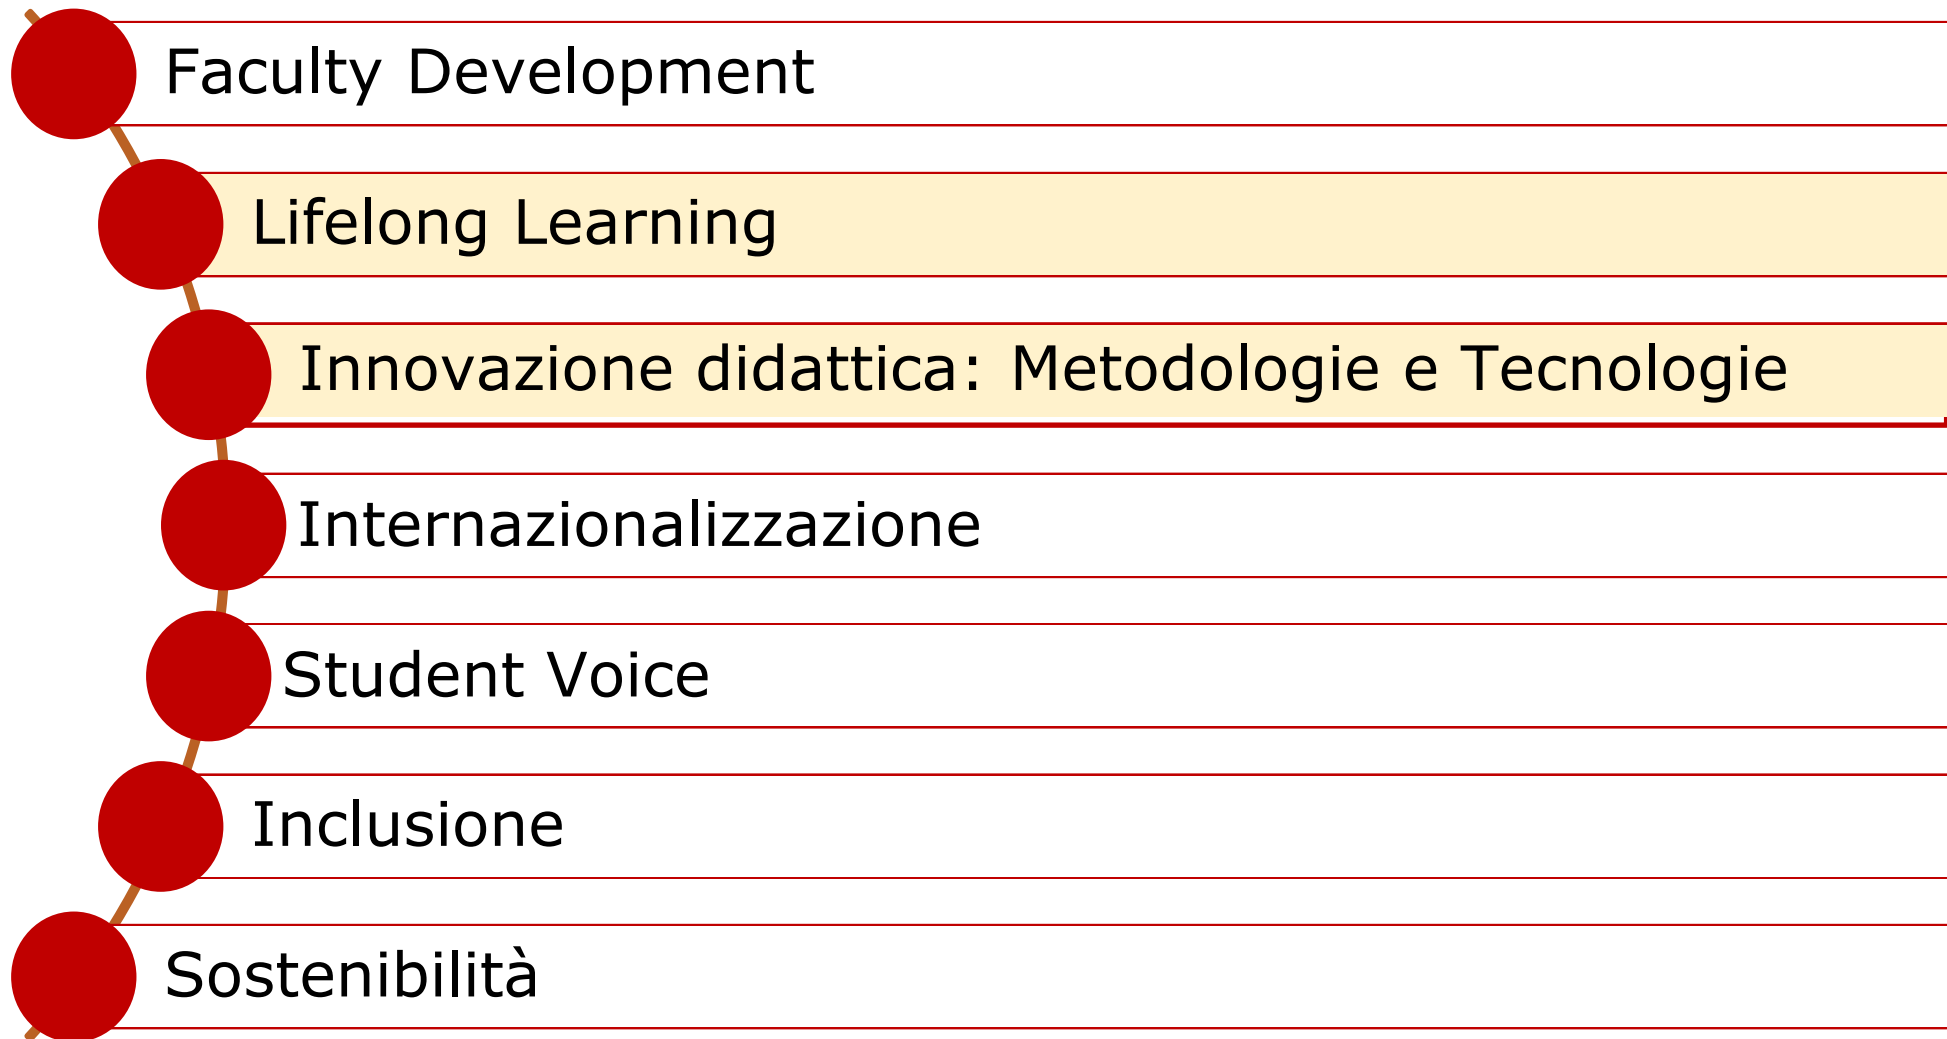 Faculty Development
Lifelong Learning
Innovazione didattica: Metodologie e Tecnologie
Internazionalizzazione
Student Voice
Inclusione
Sostenibilità